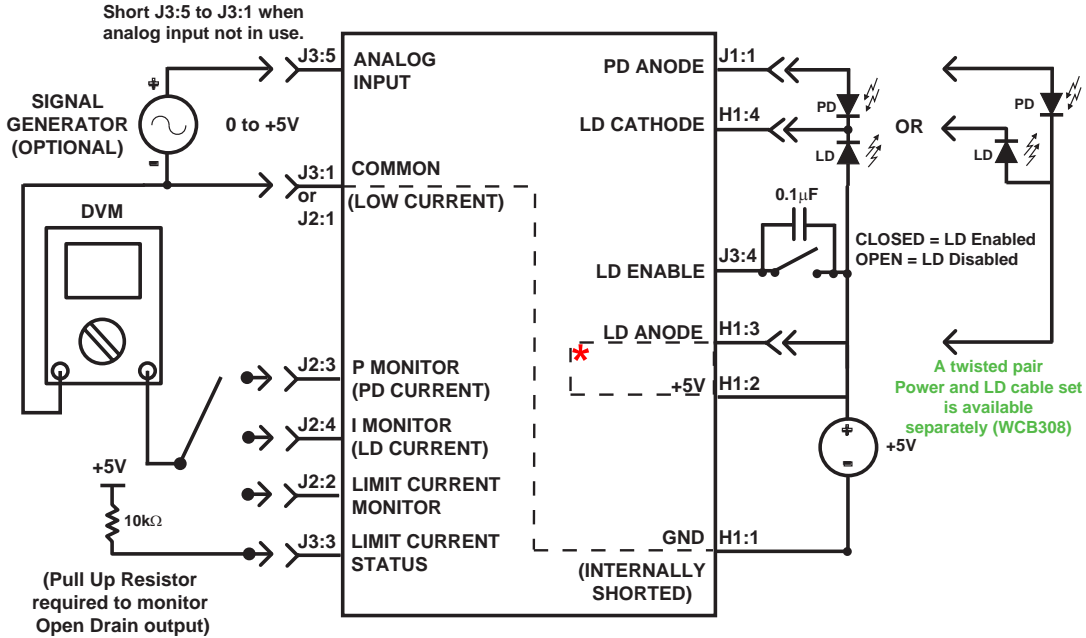 Short J3:5 to J3:1 when
analog input not in use.
J3:5
ANALOG
INPUT
SIGNAL
GENERATOR
(OPTIONAL)
+
-
0 to +5V
J3:1
or
J2:1
COMMON
(LOW CURRENT)
DVM
J2:3
P MONITOR
(PD CURRENT)
J2:4
I MONITOR
(LD CURRENT)
J2:2
LIMIT CURRENT
MONITOR
J3:3
LIMIT CURRENT
STATUS
+5V
10kΩ
(Pull Up Resistor
required to monitor
Open Drain output)
PD ANODE
J1:1
LD CATHODE
H1:4
PD
LD
OR
PD
LD
0.1μF
LD ENABLE
J3:4
CLOSED = LD Enabled
OPEN = LD Disabled
LD ANODE
H1:3
*
+5V
H1:2
A twisted pair
Power and LD cable set
is available
separately (WCB308)
+
-
+5V
GND
H1:1
(INTERNALLY
SHORTED)